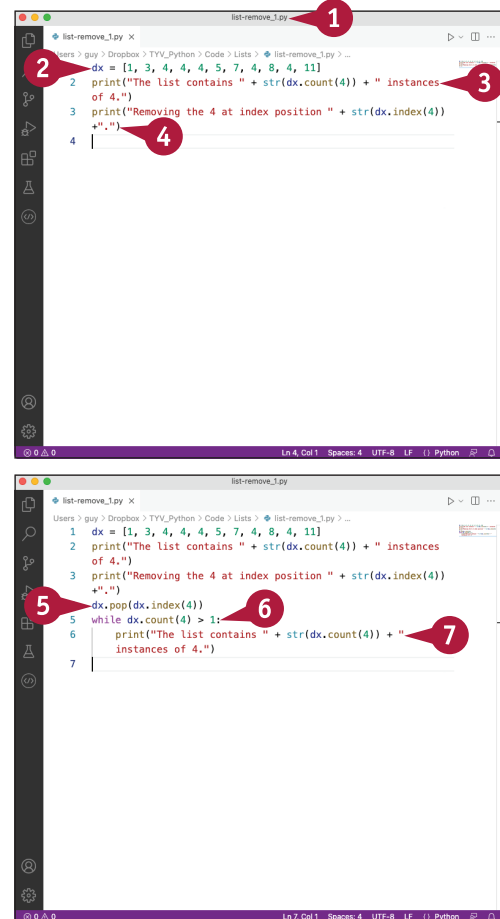 list-remove_1.py
1
list-remove_1.py ×
Users > guy > Dropbox > TYV_Python > Code > Lists > list-remove_1.py > ...
2
dx = [1, 3, 4, 4, 4, 5, 7, 4, 8, 4, 11]
2 print("The list contains " + str(dx.count(4)) + " instances
3
of 4.")
3 print("Removing the 4 at index position " + str(dx.index(4))
+".")
4
4
Ln 4, Col 1 Spaces: 4 UTF-8 LF {} Python
0 0
list-remove_1.py
list-remove_1.py ×
Users > guy > Dropbox > TYV_Python > Code > Lists > list-remove_1.py > ...
1 dx = [1, 3, 4, 4, 4, 5, 7, 4, 8, 4, 11]
2 print("The list contains " + str(dx.count(4)) + " instances
of 4.")
3 print("Removing the 4 at index position " + str(dx.index(4))
+".")
5
dx.pop(dx.index(4))
6
5 while dx.count(4) > 1:
6 print("The list contains " + str(dx.count(4)) + "
7
instances of 4.")
7
0 0
Ln 7, Col 1 Spaces: 4 UTF-8 LF {} Python